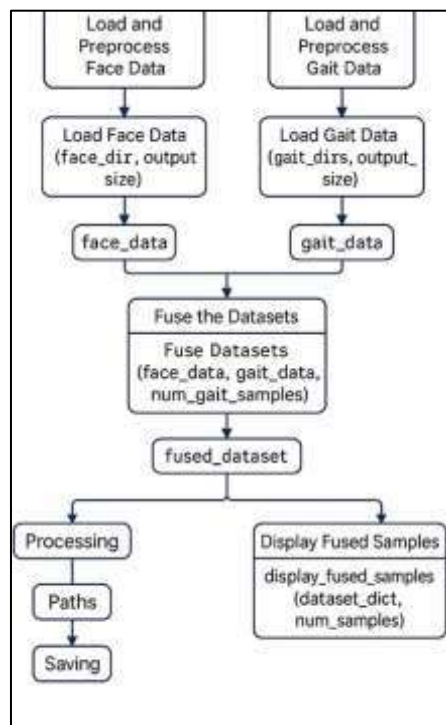 Load and
Preprocess
Face Data
Load and
Preprocess
Gait Data
Load Face Data
(face_dir, output
size)
Load Gait Data
(gait_dirs, output_
size)
face_data
gait_data
Fuse the Datasets
Fuse Datasets
(face_data, gait_data,
num_gait_samples)
fused_dataset
Processing
Paths
Saving
Display Fused Samples
display_fused_samples
(dataset_dict,
num_samples)